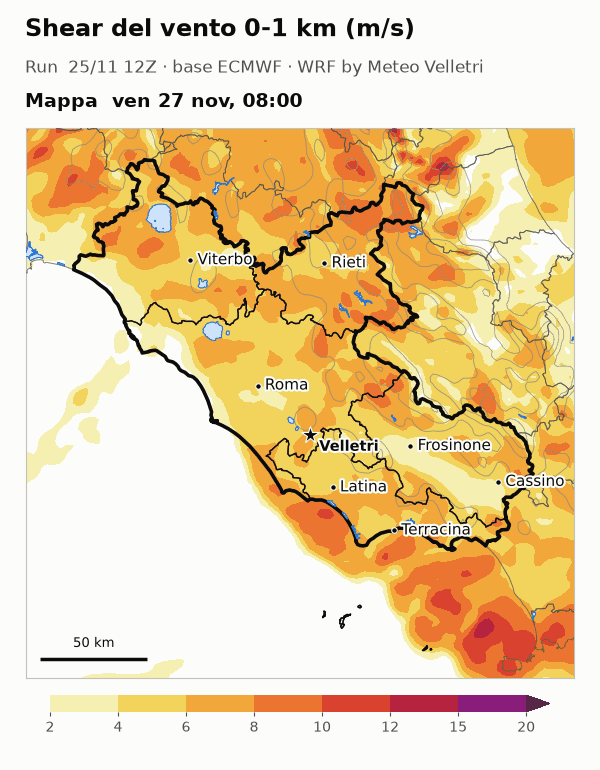 Shear del vento 0-1 km (m/s)
Run  25/11 12Z · base ECMWF · WRF by Meteo Velletri
Mappa  ven 27 nov, 08:00
Viterbo
Rieti
Roma
Velletri
Frosinone
Cassino
Latina
Terracina
50 km
2 4 6 8 10 12 15 20